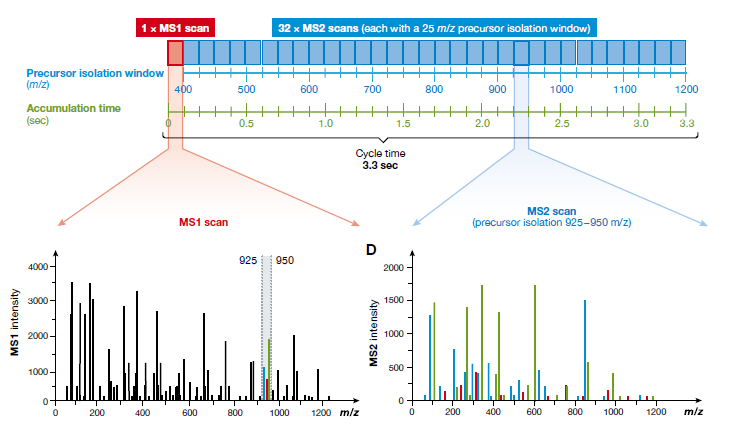 1 x MS1 scan
32 x MS2 scans (each with a 25 m/z precursor isolation window)
Precursor isolation window
(m/z)
400 500 600 700 800 900 1000 1100 1200
Accumulation time
(sec)
0 0.5 1.0 1.5 2.0 2.5 3.0 3.3
Cycle time
3.3 sec
MS1 scan
MS2 scan
(precursor isolation 925–950 m/z)
925 950
MS1 intensity
4000
3000
2000
1000
0
0 200 400 600 800 1000 1200 m/z
D
MS2 intensity
2000
1500
1000
500
0
0 200 400 600 800 1000 1200 m/z